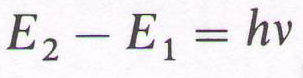 E₂ − E₁ = hν